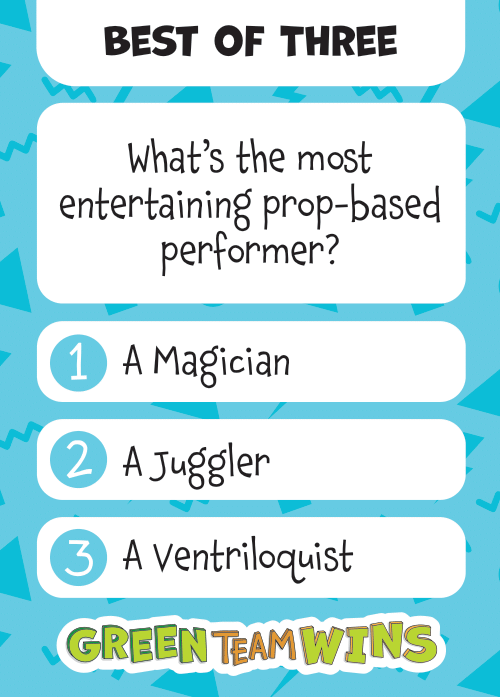 BEST OF THREE
What's the most
entertaining prop-based
performer?
1 A Magician
2 A Juggler
3 A Ventriloquist
GREEN TEAM WINS